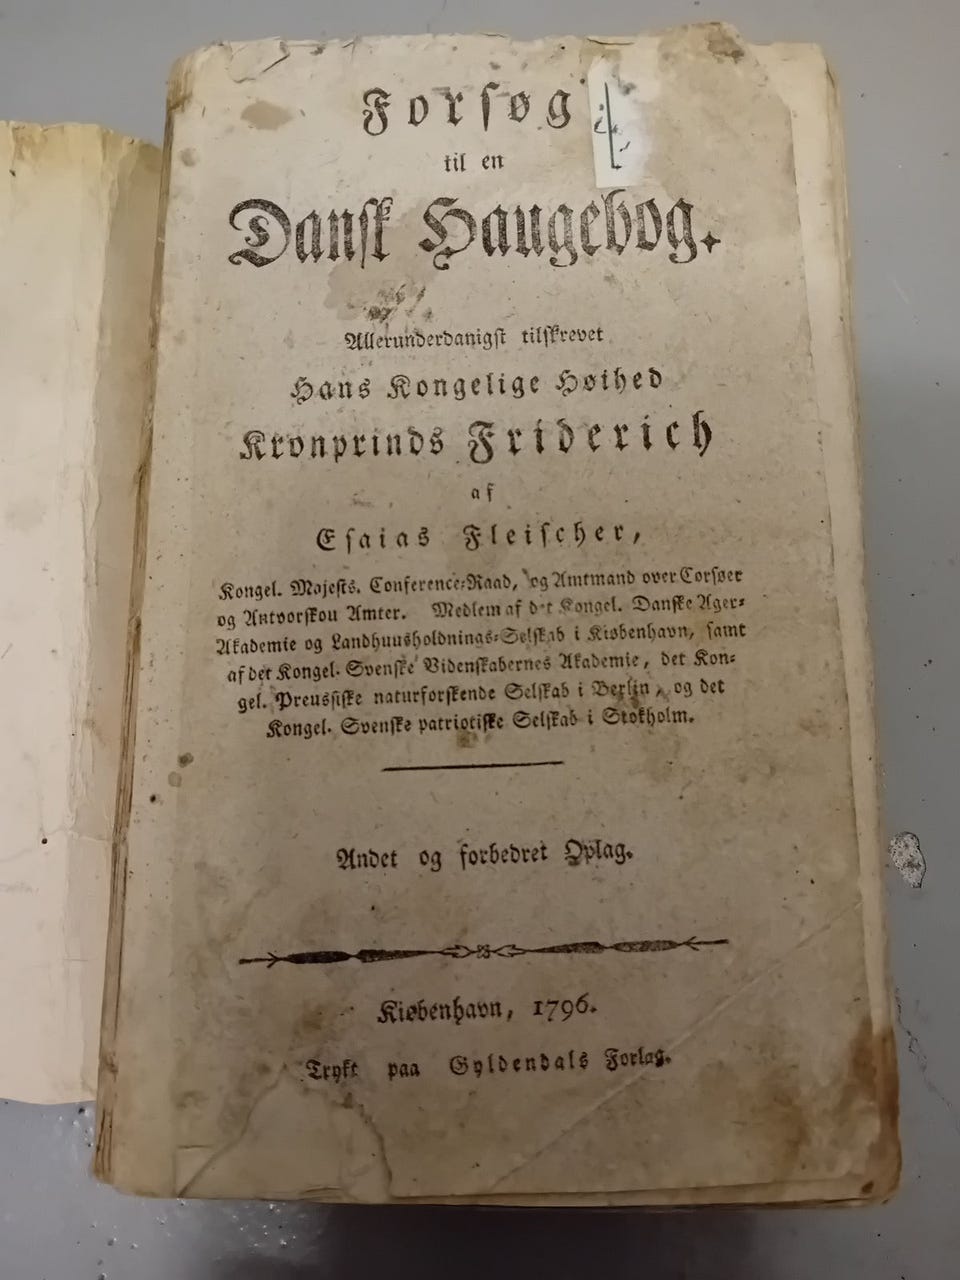 Forsøg
til en
Dansk Haugebog.
Allerunderdanigst tilskrevet
Hans Kongelige Høihed
Kronprinds Friderich
af
Esaias Fleischer,
Kongel. Majests. Conference-Raad, og Amtmand over Corsøer
og Antvorskou Amter. Medlem af det Kongel. Danske Ager-
Akademie og Landhuusholdnings-Selskab i Kiøbenhavn, samt
af det Kongel. Svenske Videnskabernes Akademie, det Kon-
gel. Preussiske naturforskende Selskab i Berlin, og det
Kongel. Svenske patriotiske Selskab i Stokholm.
Andet og forbedret Oplag.
Kiøbenhavn, 1796.
Trykt paa Gyldendals Forlag.